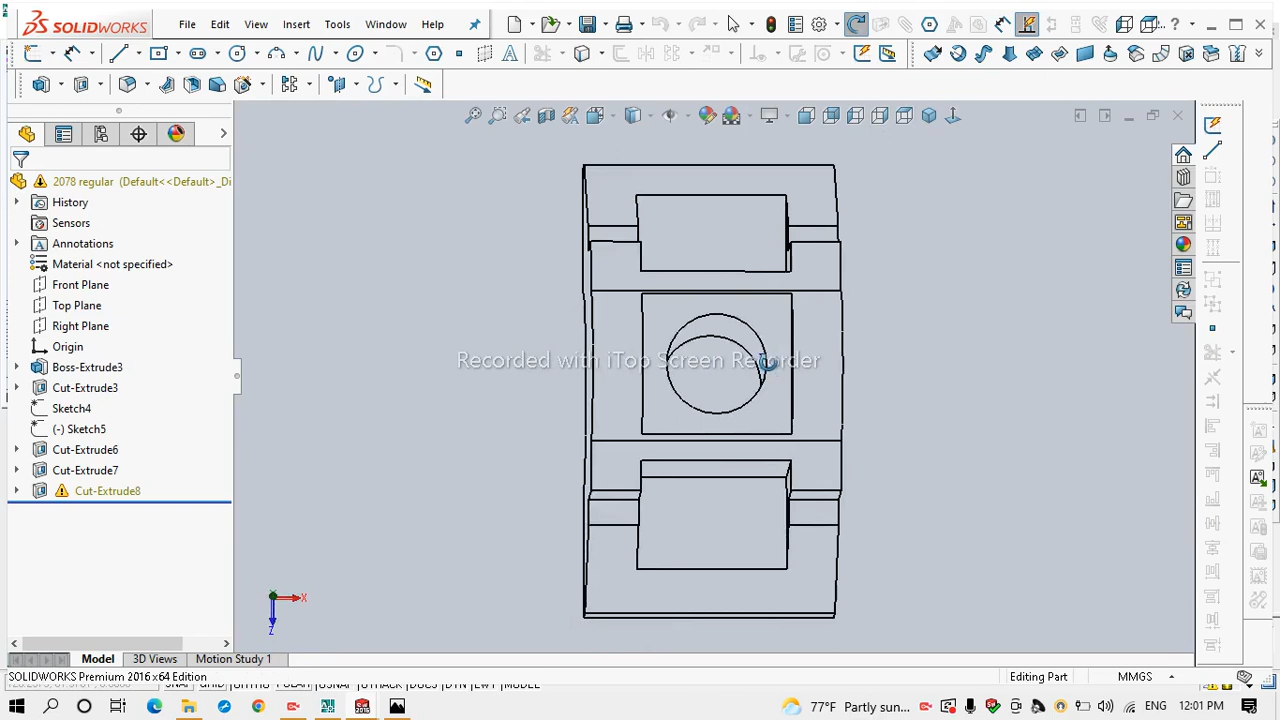 SOLIDWORKS File Edit View Insert Tools Window Help
2078 regular (Default<<Default>_Di
History
Sensors
Annotations
Material <not specified>
Front Plane
Top Plane
Right Plane
Origin
Boss-Extrude3
Cut-Extrude3
Sketch4
(-) Sketch5
Cut-Extrude6
Cut-Extrude7
Cut-Extrude8
Recorded with iTop Screen Recorder
X
Z
Model 3D Views Motion Study 1
SOLIDWORKS Premium 2016 x64 Edition Editing Part MMGS
77°F Partly sun... ENG 12:01 PM